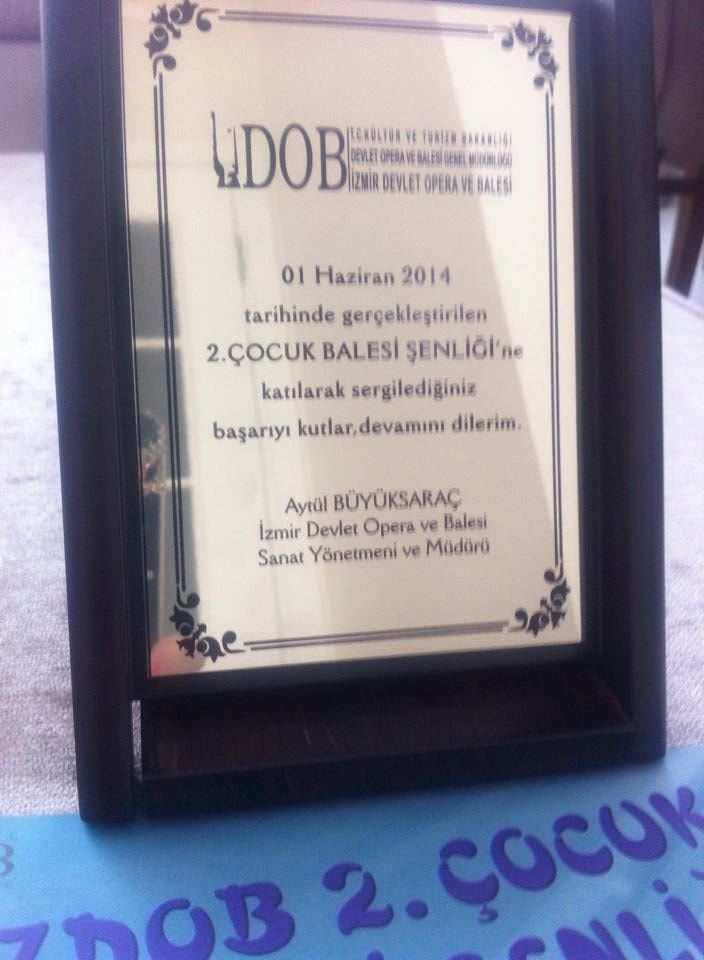 İDOB
T.C KÜLTÜR VE TURİZM BAKANLIĞI
DEVLET OPERA VE BALESİ GENEL MÜDÜRLÜĞÜ
İZMİR DEVLET OPERA VE BALESİ
01 Haziran 2014
tarihinde gerçekleştirilen
2.ÇOCUK BALESİ ŞENLİĞİ'ne
katılarak sergilediğiniz
başarıyı kutlar,devamını dilerim.
Aytül BÜYÜKSARAÇ
İzmir Devlet Opera ve Balesi
Sanat Yönetmeni ve Müdürü
ZDOB 2.ÇOCUK
ŞENLİĞ